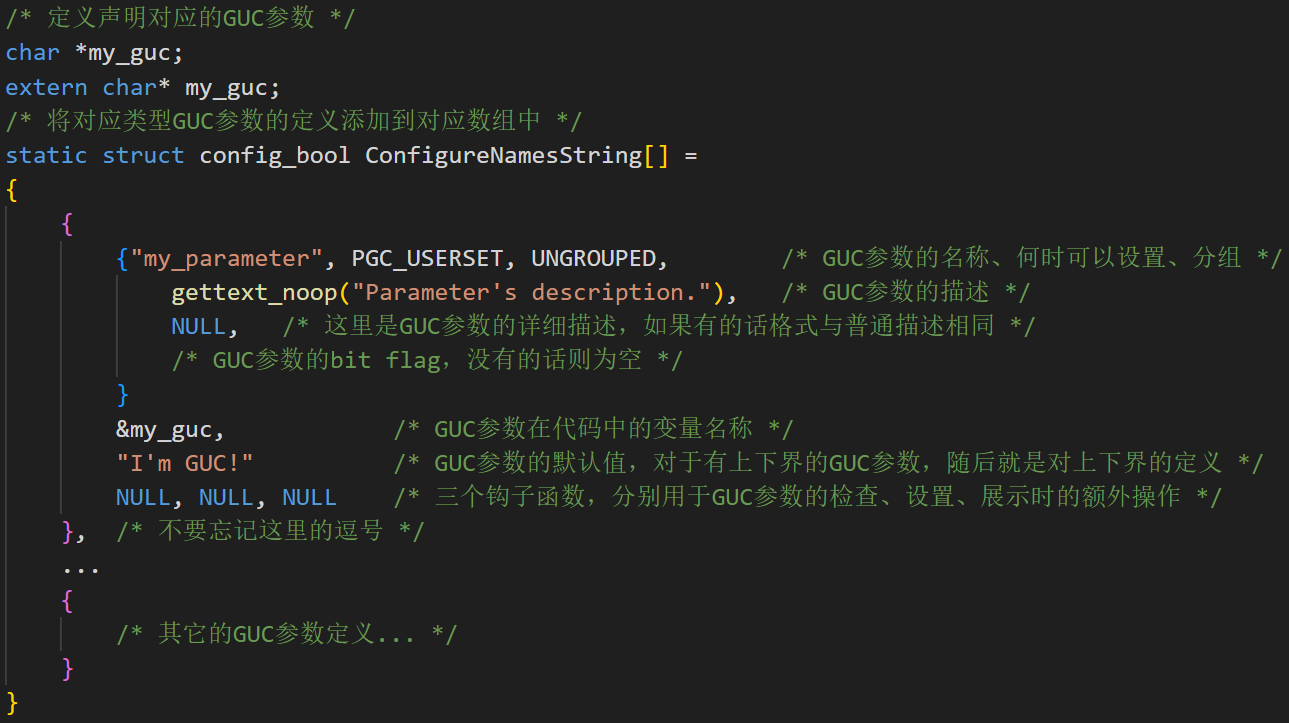 /* 定义声明对应的GUC参数 */
char *my_guc;
extern char* my_guc;
/* 将对应类型GUC参数的定义添加到对应数组中 */
static struct config_bool ConfigureNamesString[] =
{
    {
        {"my_parameter", PGC_USERSET, UNGROUPED,        /* GUC参数的名称、何时可以设置、分组 */
            gettext_noop("Parameter's description."),   /* GUC参数的描述 */
            NULL,   /* 这里是GUC参数的详细描述，如果有的话格式与普通描述相同 */
            /* GUC参数的bit flag，没有的话则为空 */
        }
        &my_guc,            /* GUC参数在代码中的变量名称 */
        "I'm GUC!"          /* GUC参数的默认值，对于有上下界的GUC参数，随后就是对上下界的定义 */
        NULL, NULL, NULL    /* 三个钩子函数，分别用于GUC参数的检查、设置、展示时的额外操作 */
    },  /* 不要忘记这里的逗号 */
    ...
    {
        /* 其它的GUC参数定义... */
    }
}